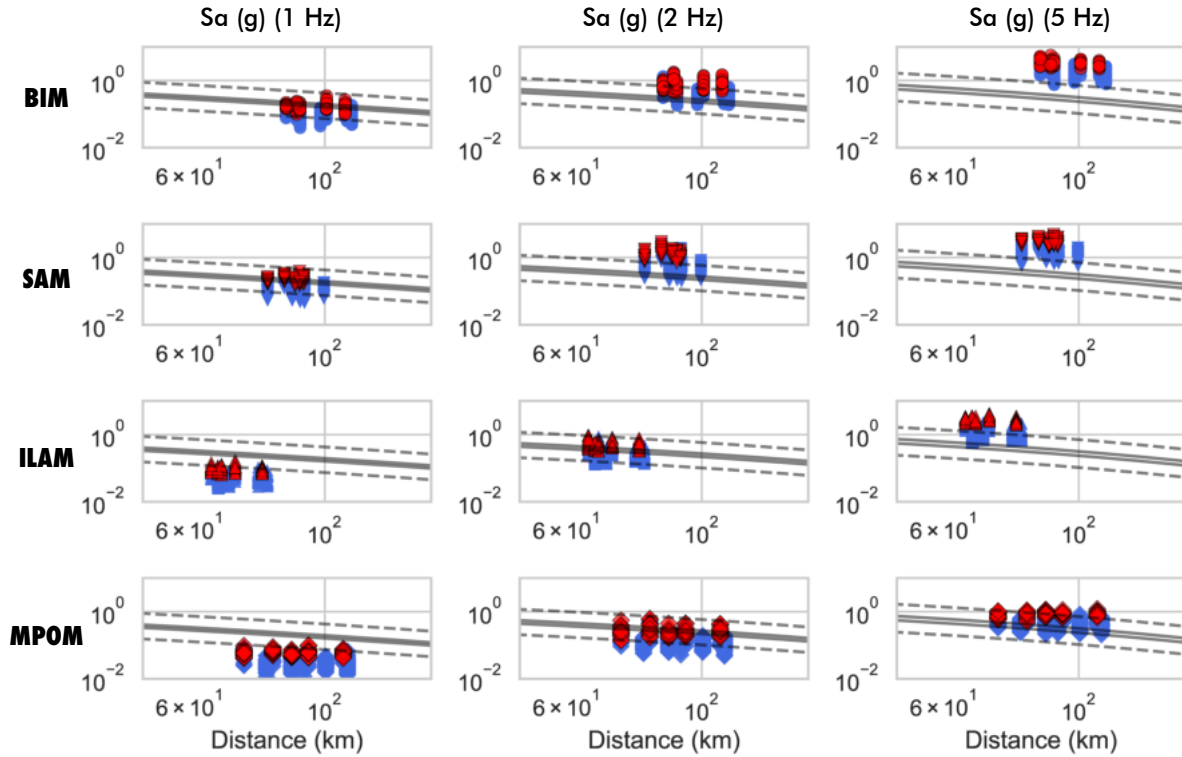 Sa (g) (1 Hz) Sa (g) (2 Hz) Sa (g) (5 Hz)
BIM
10^0 10^0 10^0
10^-2 10^-2 10^-2
6 × 10^1 10^2 6 × 10^1 10^2 6 × 10^1 10^2
SAM
10^0 10^0 10^0
10^-2 10^-2 10^-2
6 × 10^1 10^2 6 × 10^1 10^2 6 × 10^1 10^2
ILAM
10^0 10^0 10^0
10^-2 10^-2 10^-2
6 × 10^1 10^2 6 × 10^1 10^2 6 × 10^1 10^2
MPOM
10^0 10^0 10^0
10^-2 10^-2 10^-2
6 × 10^1 10^2 6 × 10^1 10^2 6 × 10^1 10^2
Distance (km) Distance (km) Distance (km)